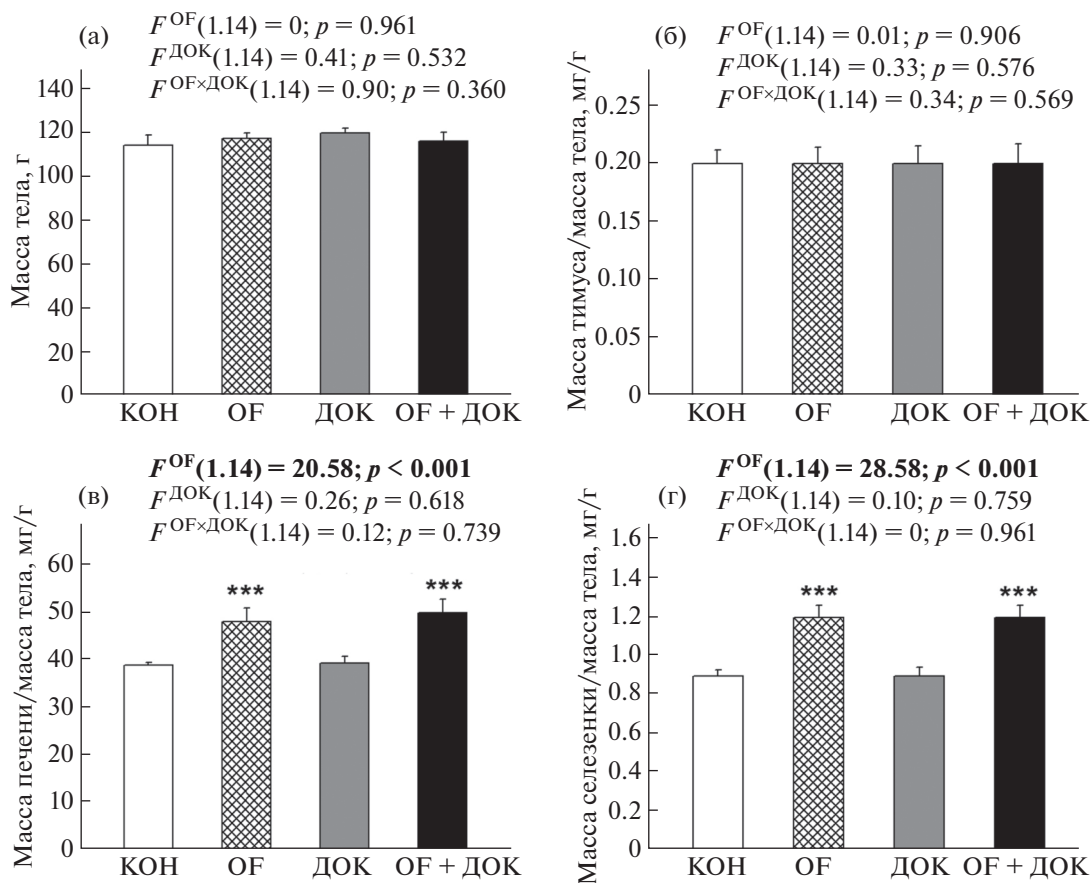 (а)
F^OF(1.14) = 0; p = 0.961
F^ДОК(1.14) = 0.41; p = 0.532
F^OF×ДОК(1.14) = 0.90; p = 0.360
Масса тела, г
140
120
100
80
60
40
20
0
КОН OF ДОК OF + ДОК
(б)
F^OF(1.14) = 0.01; p = 0.906
F^ДОК(1.14) = 0.33; p = 0.576
F^OF×ДОК(1.14) = 0.34; p = 0.569
Масса тимуса/масса тела, мг/г
0.25
0.20
0.15
0.10
0.05
0
КОН OF ДОК OF + ДОК
(в)
F^OF(1.14) = 20.58; p < 0.001
F^ДОК(1.14) = 0.26; p = 0.618
F^OF×ДОК(1.14) = 0.12; p = 0.739
Масса печени/масса тела, мг/г
60
50
40
30
20
10
0
*** ***
КОН OF ДОК OF + ДОК
(г)
F^OF(1.14) = 28.58; p < 0.001
F^ДОК(1.14) = 0.10; p = 0.759
F^OF×ДОК(1.14) = 0; p = 0.961
Масса селезенки/масса тела, мг/г
1.6
1.4
1.2
1.0
0.8
0.6
0.4
0.2
0
*** ***
КОН OF ДОК OF + ДОК